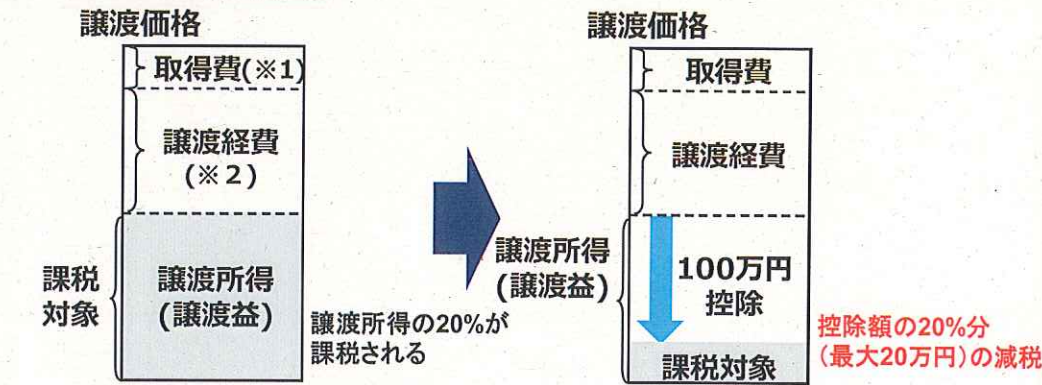 譲渡価格
取得費(※1)
譲渡経費
(※2)
課税
対象
譲渡所得
(譲渡益)
譲渡所得の20%が
課税される
譲渡価格
取得費
譲渡経費
譲渡所得
(譲渡益)
100万円
控除
課税対象
控除額の20%分
(最大20万円)の減税